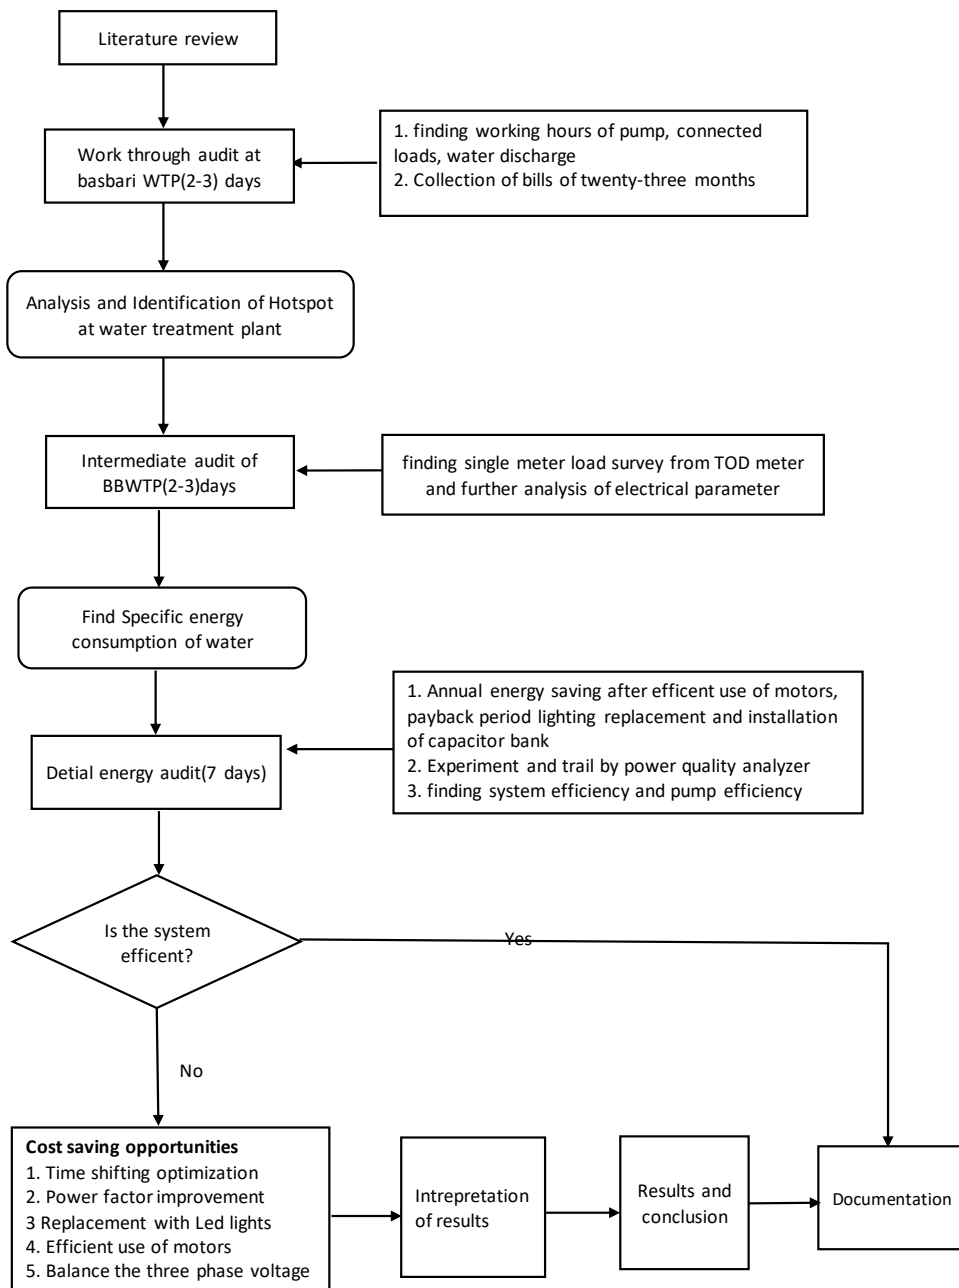 Literature review
Work through audit at
basbari WTP(2-3) days
1. finding working hours of pump, connected
loads, water discharge
2. Collection of bills of twenty-three months
Analysis and Identification of Hotspot
at water treatment plant
Intermediate audit of
BBWTP(2-3)days
finding single meter load survey from TOD meter
and further analysis of electrical parameter
Find Specific energy
consumption of water
1. Annual energy saving after efficent use of motors,
payback period lighting replacement and installation
of capacitor bank
2. Experiment and trail by power quality analyzer
3. finding system efficiency and pump efficiency
Detial energy audit(7 days)
Is the system
efficent?
Yes
No
Cost saving opportunities
1. Time shifting optimization
2. Power factor improvement
3 Replacement with Led lights
4. Efficient use of motors
5. Balance the three phase voltage
Intrepretation
of results
Results and
conclusion
Documentation